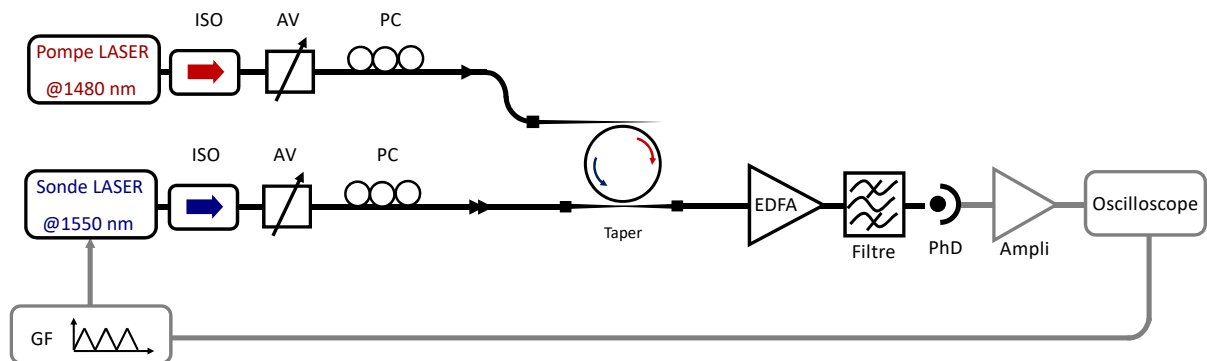 ISO AV PC
Pompe LASER
@1480 nm
ISO AV PC
Sonde LASER
@1550 nm
Taper
EDFA
Filtre
PhD
Ampli
Oscilloscope
GF